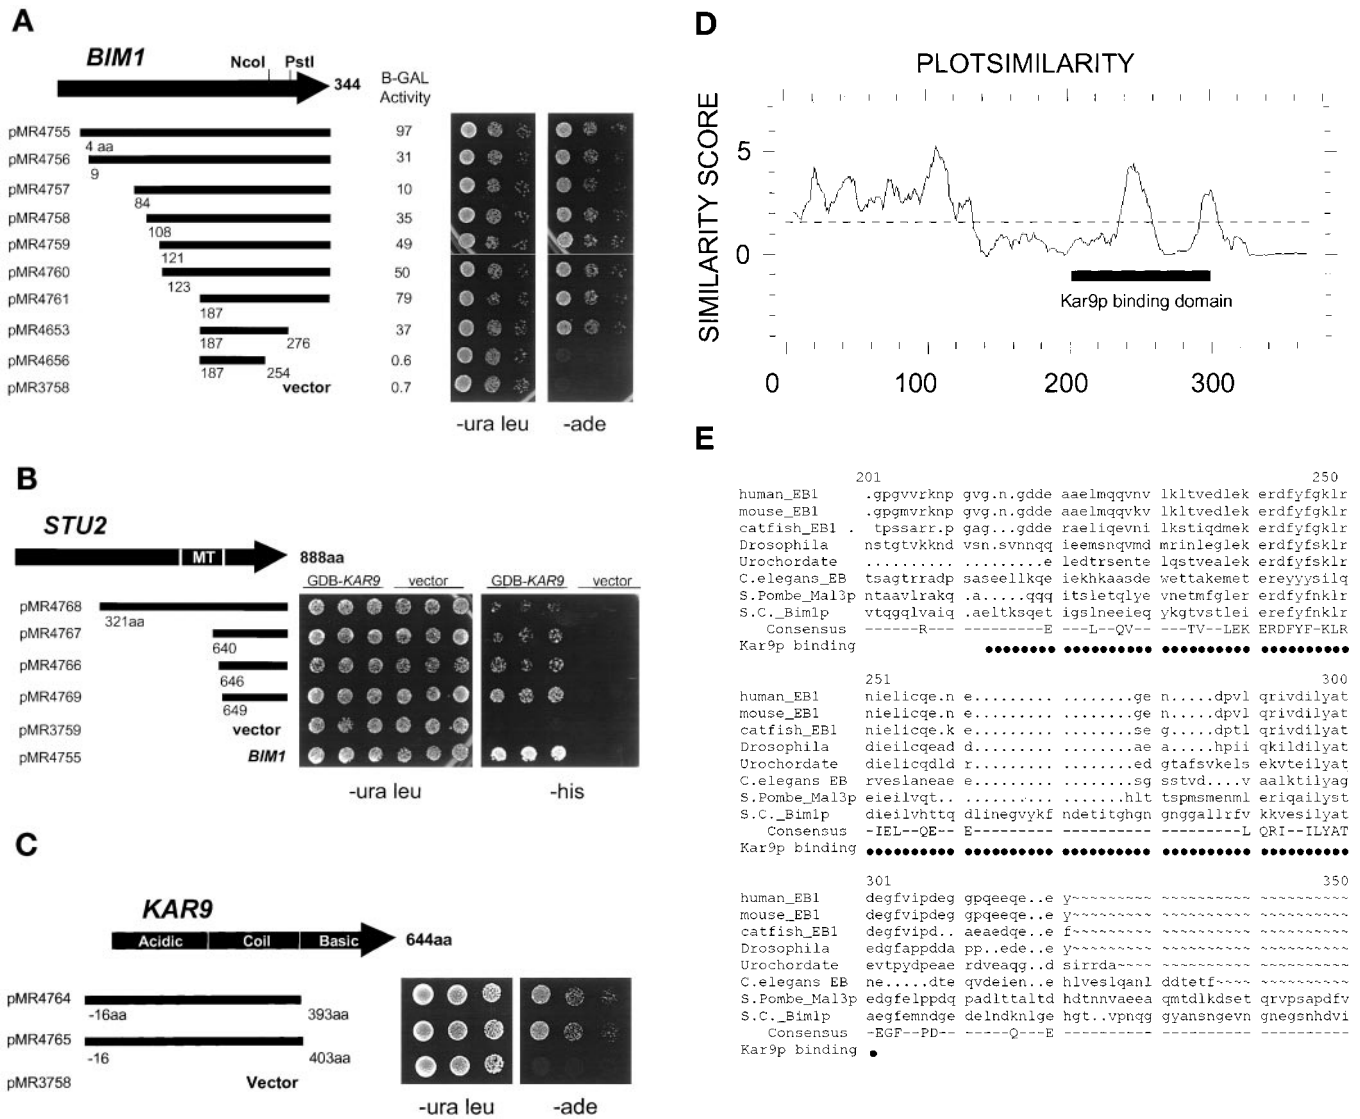 A
BIM1
NcoI PstI
344
B-GAL
Activity
pMR4755 97
4 aa
pMR4756 31
9
pMR4757 10
84
pMR4758 35
108
pMR4759 49
121
pMR4760 50
123
pMR4761 79
187
pMR4653 37
187 276
pMR4656 0.6
187 254
pMR3758 vector 0.7
-ura leu -ade
B
STU2
MT
888aa
GDB-KAR9 vector GDB-KAR9 vector
pMR4768
321aa
pMR4767
640
pMR4766
646
pMR4769
649
pMR3759 vector
pMR4755 BIM1
-ura leu -his
C
KAR9
Acidic Coil Basic
644aa
pMR4764
-16aa 393aa
pMR4765
-16 403aa
pMR3758 Vector
-ura leu -ade
D
PLOTSIMILARITY
SIMILARITY SCORE
5
0
Kar9p binding domain
0 100 200 300
E
201 250
human_EB1 .gpgvvrknp gvg.n.gdde aaelmqqvnv lkltvedlek erdfyfgklr
mouse_EB1 .gpgmvrknp gvg.n.gdde aaelmqqvkv lkltvedlek erdfyfgklr
catfish_EB1 . tpssarr.p gag...gdde raeliqevni lkstiqdmek erdfyfgklr
Drosophila nstgtvkknd vsn.svnnqq ieemsnqvmd mrinleglek erdfyfsklr
Urochordate .......... .........e ledtrsente lqstvealek erdfyfgklr
C.elegans_EB tsagtrradp saseellkqe iekhkaasde wettakemet ereyyysilq
S.Pombe_Mal3p ntaavlrakq .a.....qqq itsletqlye vnetmfgler erdfyfnklr
S.C._Bim1p vtqgqlvaiq .aeltksqet igslneeieq ykgtvstlei erefyfnklr
Consensus ------R--- ---------E ---L--QV-- ---TV--LEK ERDFYF-KLR
Kar9p binding ●●●●●●●● ●●●●●●●●●● ●●●●●●●●●● ●●●●●●●●●●
251 300
human_EB1 nielicqe.n e......... ........ge n.....dpvl qrivdilyat
mouse_EB1 nielicqe.n e......... ........ge n.....dpvl qrivdilyat
catfish_EB1 nielicqe.k e......... ........se g.....dptl qkivdilyat
Drosophila dieilcqead d......... ........ae a.....hpii qkildilyat
Urochordate dielicqdld r......... ........ed gtafsvkels ekvteilyat
C.elegans EB rveslaneae e......... ........sg sstvd....v aalktilyag
S.Pombe_Mal3p eieilvqt.. .......... .......hlt tspmsmenml eriqailyst
S.C._Bim1p dieilvhttq dlinegvykf ndetitghgn gnggallrfv kkvesilyat
Consensus -IEL--QE-- E--------- ---------- ---------L QRI--ILYAT
Kar9p binding ●●●●●●●●●● ●●●●●●●●●● ●●●●●●●●●● ●●●●●●●●●● ●●●●●●●●●●
301 350
human_EB1 degfvipdeg gpqeeqe..e y~~~~~~~~~ ~~~~~~~~~~ ~~~~~~~~~~
mouse_EB1 degfvipdeg gpqeeqe..e y~~~~~~~~~ ~~~~~~~~~~ ~~~~~~~~~~
catfish_EB1 degfvipd.. aeaedqe..e f~~~~~~~~~ ~~~~~~~~~~ ~~~~~~~~~~
Drosophila edgfappdda pp..ede..e y~~~~~~~~~ ~~~~~~~~~~ ~~~~~~~~~~
Urochordate evtpydpeae rdveaqg..d sirrda~~~~ ~~~~~~~~~~ ~~~~~~~~~~
C.elegans EB ne.....dte qvdeien..e hlveslqanl ddtetf~~~~ ~~~~~~~~~~
S.Pombe_Mal3p edgfelppdq padlttaltd hdtnnvaeea qmtdlkdset qrvpsapdfv
S.C._Bim1p aegfemndge delndknlge hgt..vpnqg gyansngevn gnegsnhdvi
Consensus -EGF--PD-- -----Q---E ---------- ---------- ----------
Kar9p binding ●